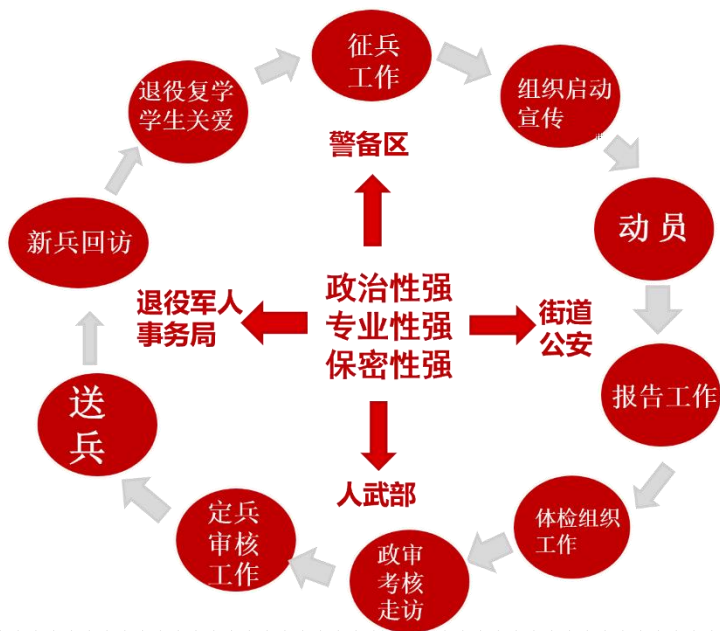 征兵
工作
组织启动
宣传
动 员
报告工作
体检组织
工作
政审
考核
走访
定兵
审核
工作
送
兵
新兵回访
退役复学
学生关爱
警备区
街道
公安
人武部
退役军人
事务局
政治性强
专业性强
保密性强